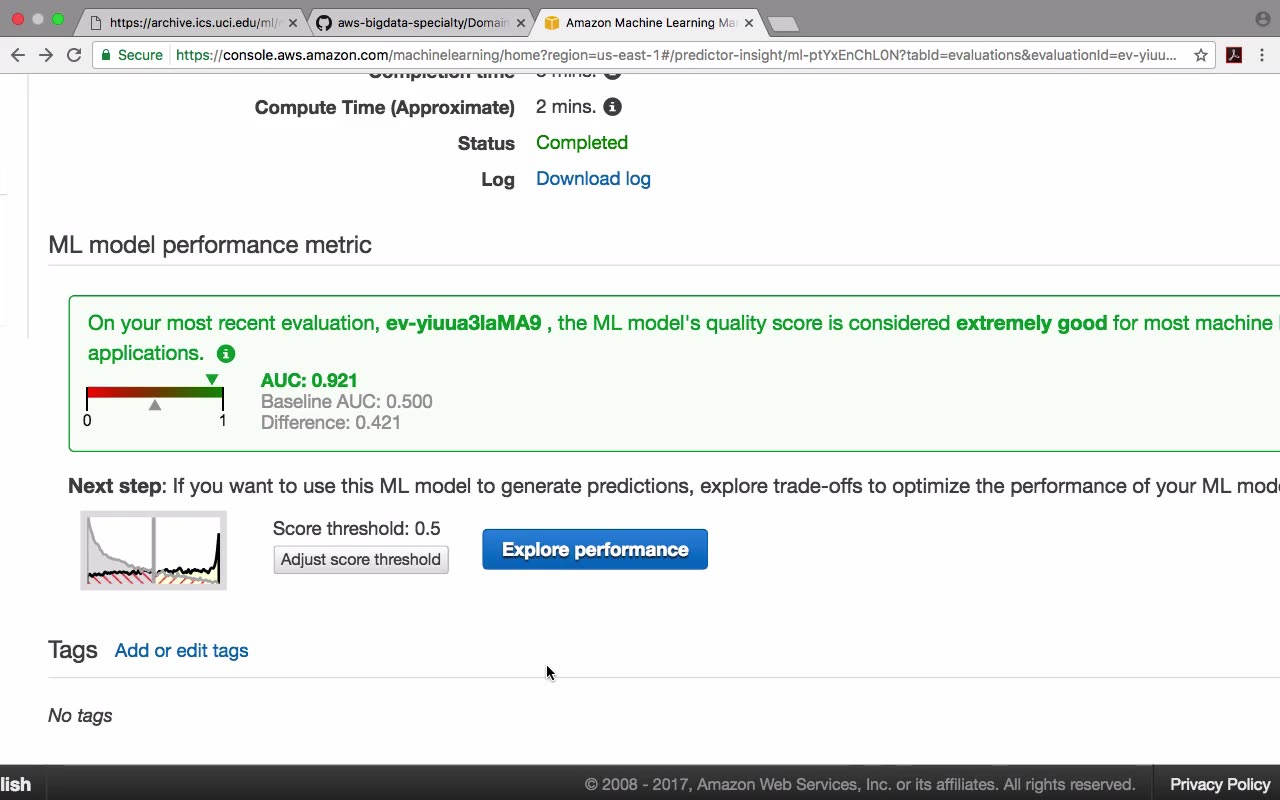 https://archive.ics.uci.edu/ml/
aws-bigdata-specialty/Domain
Amazon Machine Learning Ma
Secure
https://console.aws.amazon.com/machinelearning/home?region=us-east-1#/predictor-insight/ml-ptYxEnChL0N?tabId=evaluations&evaluationId=ev-yiuu...
Completion time
mins.
Compute Time (Approximate) 2 mins.
Status Completed
Log Download log
ML model performance metric
On your most recent evaluation, ev-yiuua3laMA9 , the ML model's quality score is considered extremely good for most machine
applications.
AUC: 0.921
Baseline AUC: 0.500
Difference: 0.421
0 1
Next step: If you want to use this ML model to generate predictions, explore trade-offs to optimize the performance of your ML mode
Score threshold: 0.5
Adjust score threshold
Explore performance
Tags Add or edit tags
No tags
lish
© 2008 - 2017, Amazon Web Services, Inc. or its affiliates. All rights reserved.
Privacy Policy